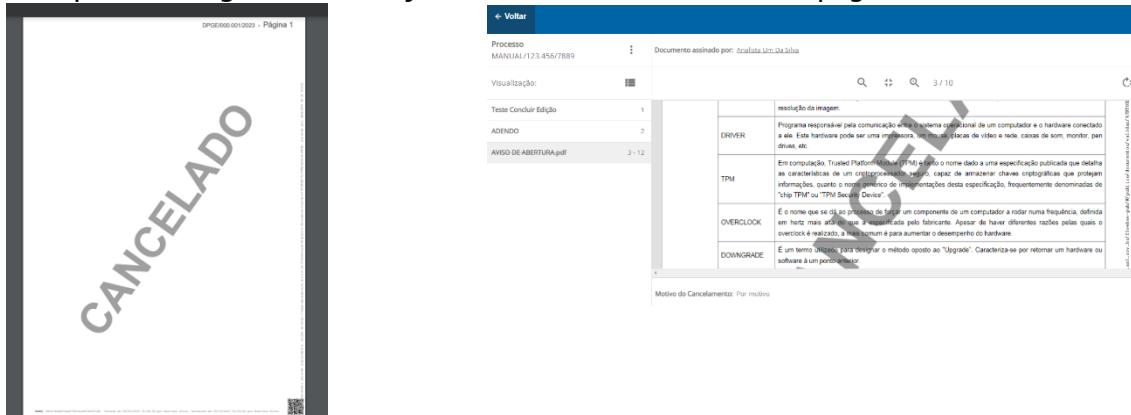 DPGE/000.001/2023 - Página 1
CANCELADO
← Voltar
Processo
MANUAL/123.456/7889
Documento assinado por: Analista Um Da Silva
Visualização:
3 / 10
Teste Concluir Edição 1
ADENDO 2
AVISO DE ABERTURA.pdf 3 - 12
resolução da imagem.
DRIVER
Programa responsável pela comunicação entre o sistema operacional de um computador e o hardware conectado
a ele. Este hardware pode ser uma impressora, um mouse, placas de vídeo e rede, caixas de som, monitor, pen
drives, etc.
TPM
Em computação, Trusted Platform Module (TPM) é tanto o nome dado a uma especificação publicada que detalha
as características de um criptoprocessador seguro, capaz de armazenar chaves criptográficas que protejam
informações, quanto o nome genérico de implementações desta especificação, frequentemente denominadas de
"chip TPM" ou "TPM Security Device".
OVERCLOCK
É o nome que se dá ao processo de forçar um componente de um computador a rodar numa frequência, definida
em hertz mais alta do que a especificada pelo fabricante. Apesar de haver diferentes razões pelas quais o
overclock é realizado, a mais comum é para aumentar o desempenho do hardware.
DOWNGRADE
É um termo utilizado para designar o método oposto ao "Upgrade". Caracteriza-se por retornar um hardware ou
software à um ponto anterior.
Motivo do Cancelamento: Por motivo